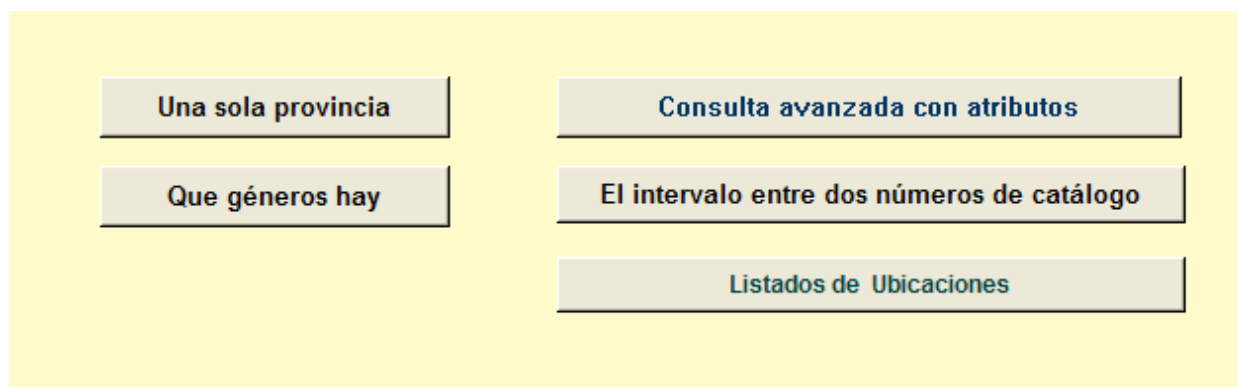 Una sola provincia
Consulta avanzada con atributos
Que géneros hay
El intervalo entre dos números de catálogo
Listados de Ubicaciones